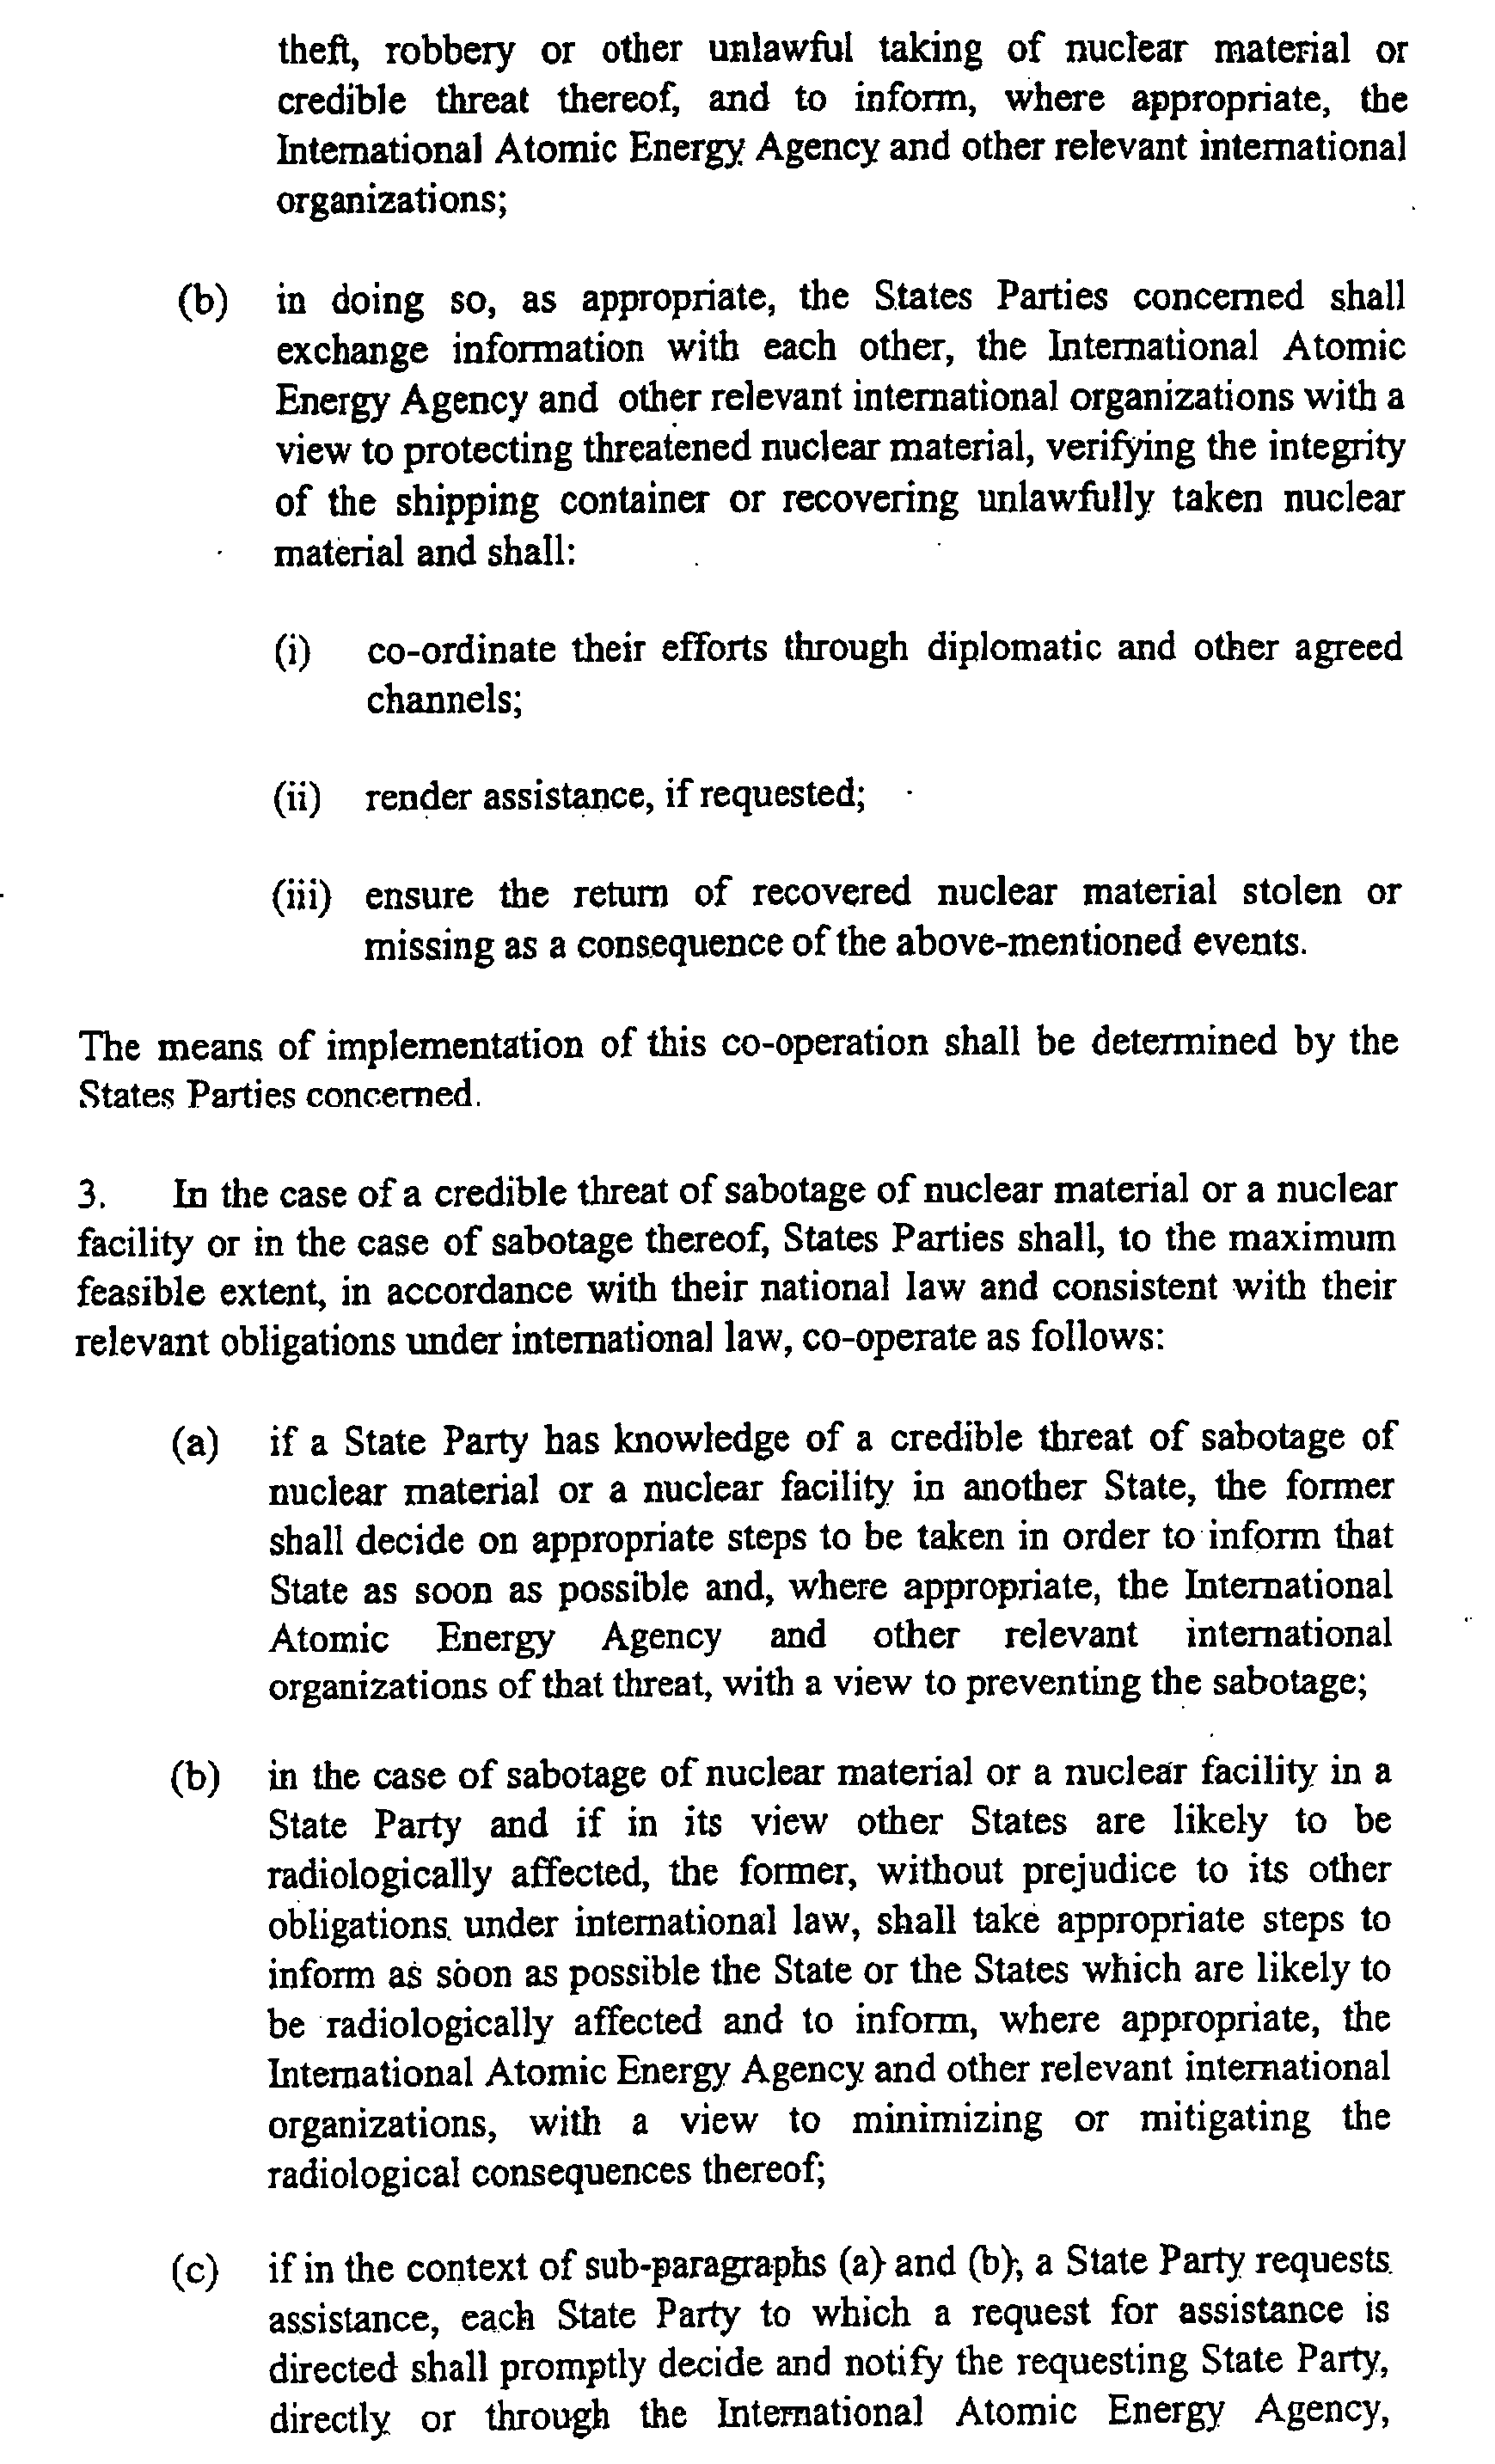 theft, robbery or other unlawful taking of nuclear material or
credible threat thereof, and to inform, where appropriate, the
International Atomic Energy Agency and other relevant international
organizations;
(b) in doing so, as appropriate, the States Parties concerned shall
exchange information with each other, the International Atomic
Energy Agency and other relevant international organizations with a
view to protecting threatened nuclear material, verifying the integrity
of the shipping container or recovering unlawfully taken nuclear
material and shall:
(i) co-ordinate their efforts through diplomatic and other agreed
channels;
(ii) render assistance, if requested;
(iii) ensure the return of recovered nuclear material stolen or
missing as a consequence of the above-mentioned events.
The means of implementation of this co-operation shall be determined by the
States Parties concerned.
3. In the case of a credible threat of sabotage of nuclear material or a nuclear
facility or in the case of sabotage thereof, States Parties shall, to the maximum
feasible extent, in accordance with their national law and consistent with their
relevant obligations under international law, co-operate as follows:
(a) if a State Party has knowledge of a credible threat of sabotage of
nuclear material or a nuclear facility in another State, the former
shall decide on appropriate steps to be taken in order to inform that
State as soon as possible and, where appropriate, the International
Atomic Energy Agency and other relevant international
organizations of that threat, with a view to preventing the sabotage;
(b) in the case of sabotage of nuclear material or a nuclear facility in a
State Party and if in its view other States are likely to be
radiologically affected, the former, without prejudice to its other
obligations under international law, shall take appropriate steps to
inform as soon as possible the State or the States which are likely to
be radiologically affected and to inform, where appropriate, the
International Atomic Energy Agency and other relevant international
organizations, with a view to minimizing or mitigating the
radiological consequences thereof;
(c) if in the context of sub-paragraphs (a) and (b), a State Party requests
assistance, each State Party to which a request for assistance is
directed shall promptly decide and notify the requesting State Party,
directly or through the International Atomic Energy Agency,